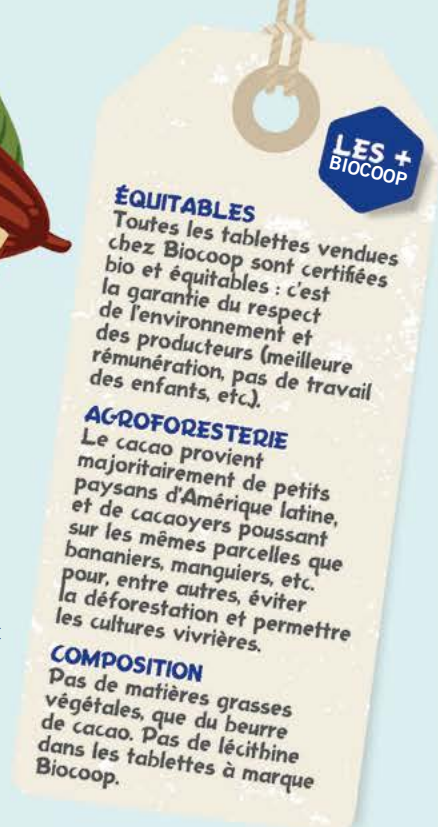 LES +
BIOCOOP
ÉQUITABLES
Toutes les tablettes vendues
chez Biocoop sont certifiées
bio et équitables : c'est
la garantie du respect
de l'environnement et
des producteurs (meilleure
rémunération, pas de travail
des enfants, etc.).
AGROFORESTERIE
Le cacao provient
majoritairement de petits
paysans d'Amérique latine,
et de cacaoyers poussant
sur les mêmes parcelles que
bananiers, manguiers, etc.
pour, entre autres, éviter
la déforestation et permettre
les cultures vivrières.
COMPOSITION
Pas de matières grasses
végétales, que du beurre
de cacao. Pas de lécithine
dans les tablettes à marque
Biocoop.